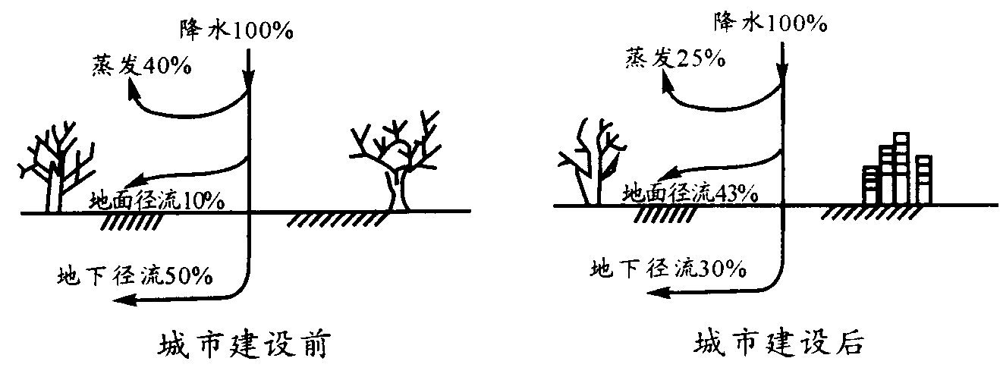 降水100%
蒸发40%
地面径流10%
地下径流50%
城市建设前
降水100%
蒸发25%
地面径流43%
地下径流30%
城市建设后